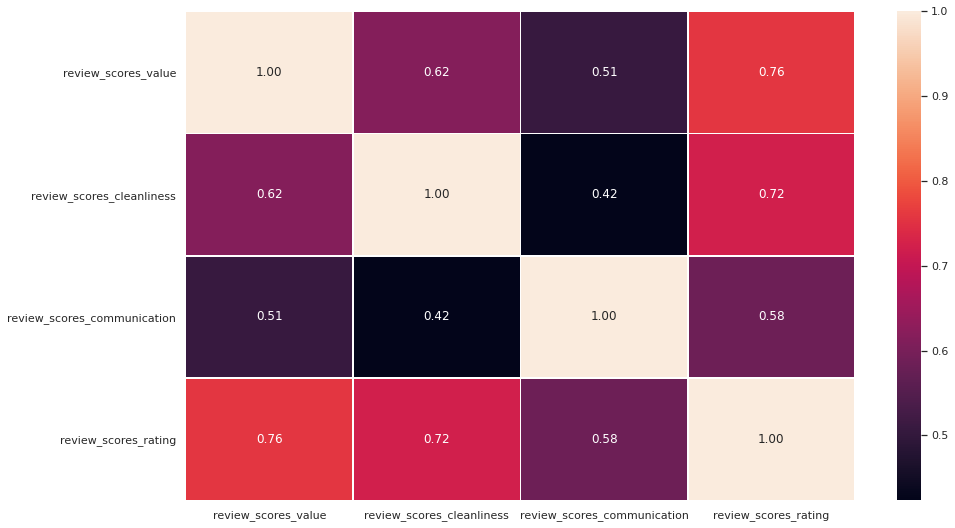 review_scores_value 1.00 0.62 0.51 0.76
review_scores_cleanliness 0.62 1.00 0.42 0.72
review_scores_communication 0.51 0.42 1.00 0.58
review_scores_rating 0.76 0.72 0.58 1.00
review_scores_value review_scores_cleanliness review_scores_communication review_scores_rating
1.0
0.9
0.8
0.7
0.6
0.5